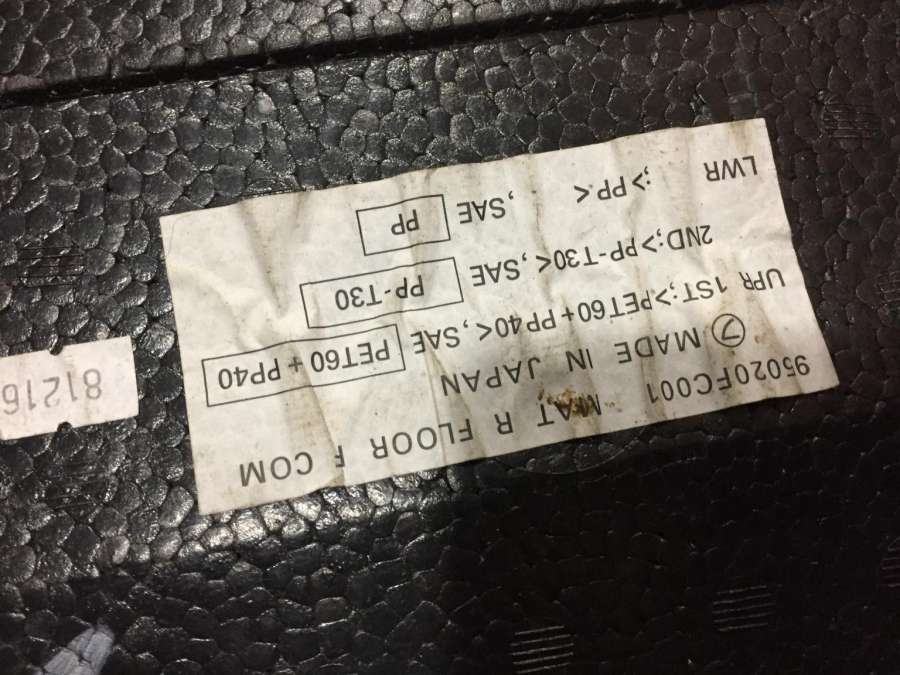 95020FC001 MAT R FLOOR F COM
⑦ MADE IN JAPAN
UPR 1ST;>PET60+PP40<,SAE PET60+PP40
2ND;>PP-T30<,SAE PP-T30
LWR ;>PP< ,SAE PP
81216